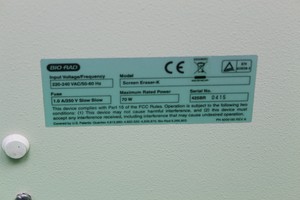 BIO-RAD
Input Voltage/Frequency
220-240 VAC/50-60 Hz
Model
Screen Eraser-K
Fuse
1.0 A/250 V Slow Blow
Maximum Rated Power
70 W
Serial No.
This device complies with Part 15 of the FCC Rules. Operation is subject to the two following
conditions: (1) This device may not cause harmful interference, and (2) this device must
accept any interference received, including interference that may cause undesired operation.